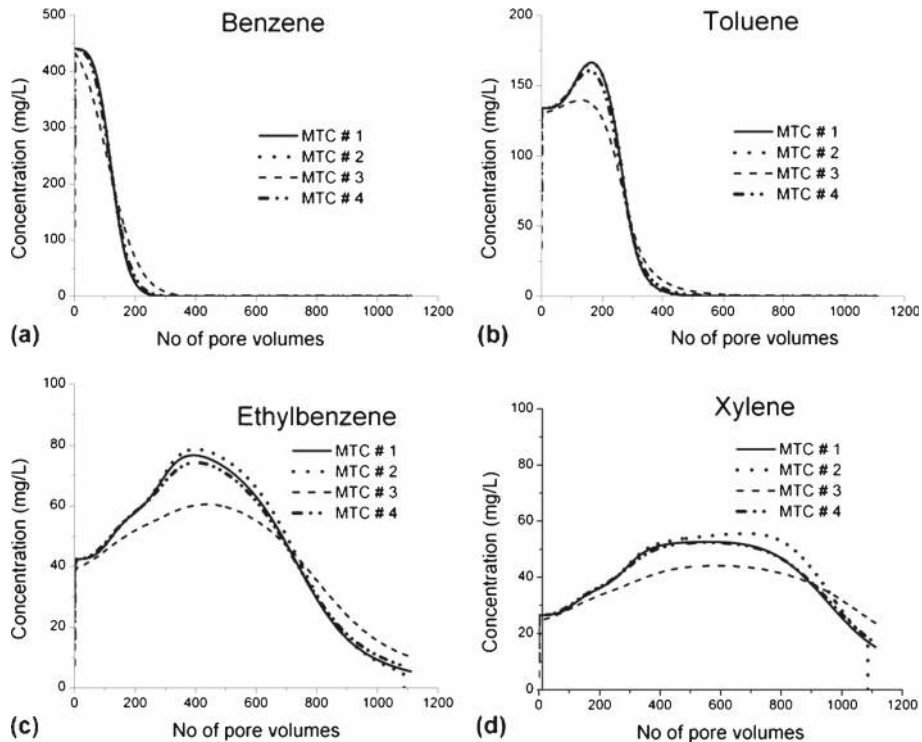 Benzene
500
400
300
200
100
0
Concentration (mg/L)
MTC # 1
MTC # 2
MTC # 3
MTC # 4
0 200 400 600 800 1000 1200
(a)
No of pore volumes
Toluene
200
150
100
50
0
Concentration (mg/L)
MTC # 1
MTC # 2
MTC # 3
MTC # 4
0 200 400 600 800 1000 1200
(b)
No of pore volumes
Ethylbenzene
100
80
60
40
20
0
Concentration (mg/L)
MTC # 1
MTC # 2
MTC # 3
MTC # 4
0 200 400 600 800 1000 1200
(c)
No of pore volumes
Xylene
100
80
60
40
20
0
Concentration (mg/L)
MTC # 1
MTC # 2
MTC # 3
MTC # 4
0 200 400 600 800 1000 1200
(d)
No of pore volumes